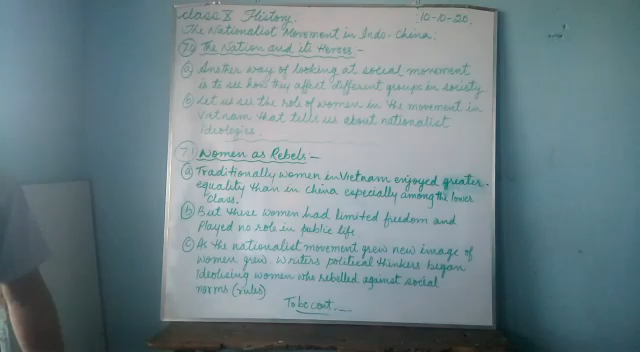 Class X History. 10-10-20.
The Nationalist Movement in Indo-China:
7.0 The Nation and its Heroes:-
(a) Another way of looking at social movement
is to see how they affect different groups in society
(b) Let us see the role of women in the movement in
Vietnam that tells us about nationalist
ideologies.
7.1 Women as Rebels:-
(a) Traditionally women in Vietnam enjoyed greater
equality than in China especially among the lower
class.
(b) But these women had limited freedom and
played no role in public life.
(c) As the nationalist movement grew new image of
women grew. Writers political thinkers began
Idealising women who rebelled against social
norms (rules)
To be cont.